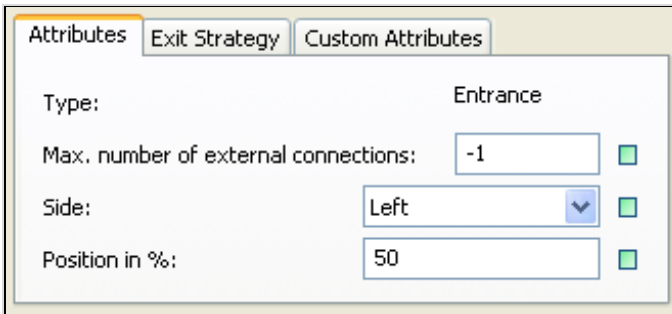 Attributes Exit Strategy Custom Attributes
Type: Entrance
Max. number of external connections: -1
Side: Left
Position in %: 50